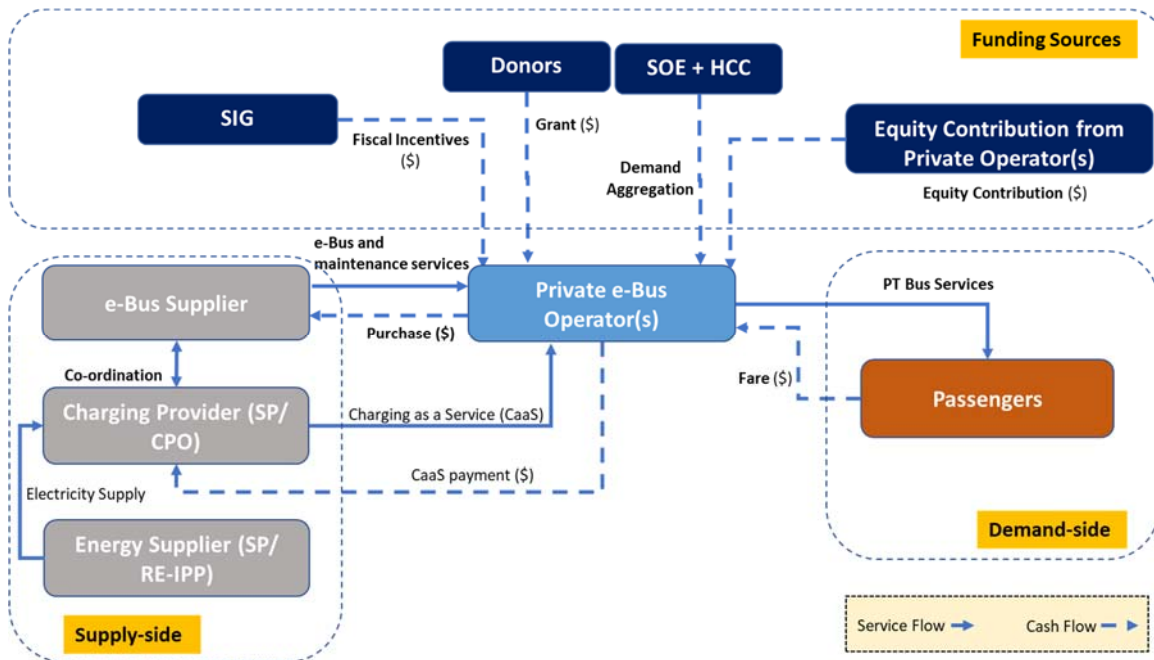 Funding Sources
Donors
SOE + HCC
SIG
Grant ($)
Fiscal Incentives
($)
Demand
Aggregation
Equity Contribution from
Private Operator(s)
Equity Contribution ($)
e-Bus and
maintenance services
e-Bus Supplier
Private e-Bus
Operator(s)
PT Bus Services
Purchase ($)
Co-ordination
Fare ($)
Passengers
Charging Provider (SP/
CPO)
Charging as a Service (CaaS)
CaaS payment ($)
Electricity Supply
Energy Supplier (SP/
RE-IPP)
Demand-side
Supply-side
Service Flow
Cash Flow